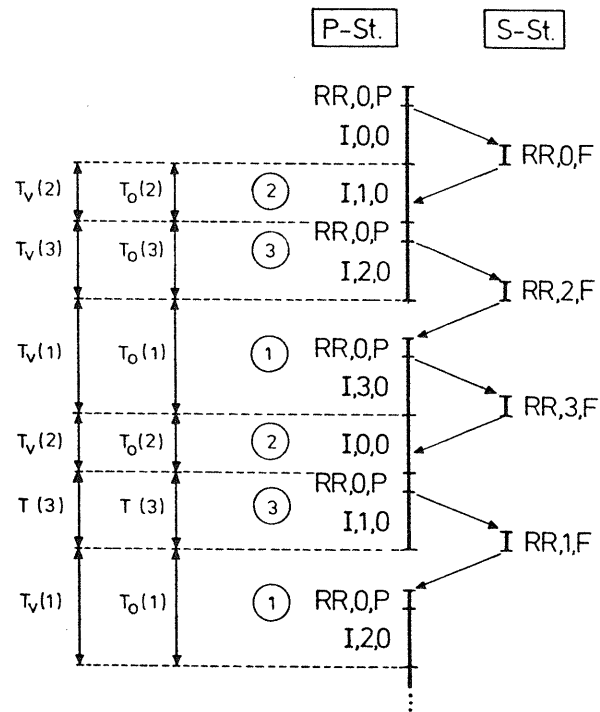 P-St. S-St.
RR,0,P
I,0,0 RR,0,F
Tv(2) To(2) 2 I,1,0
RR,0,P
Tv(3) To(3) 3 I,2,0
RR,2,F
Tv(1) To(1) 1 RR,0,P
I,3,0 RR,3,F
Tv(2) To(2) 2 I,0,0
RR,0,P
T(3) T(3) 3 I,1,0
RR,1,F
Tv(1) To(1) 1 RR,0,P
I,2,0